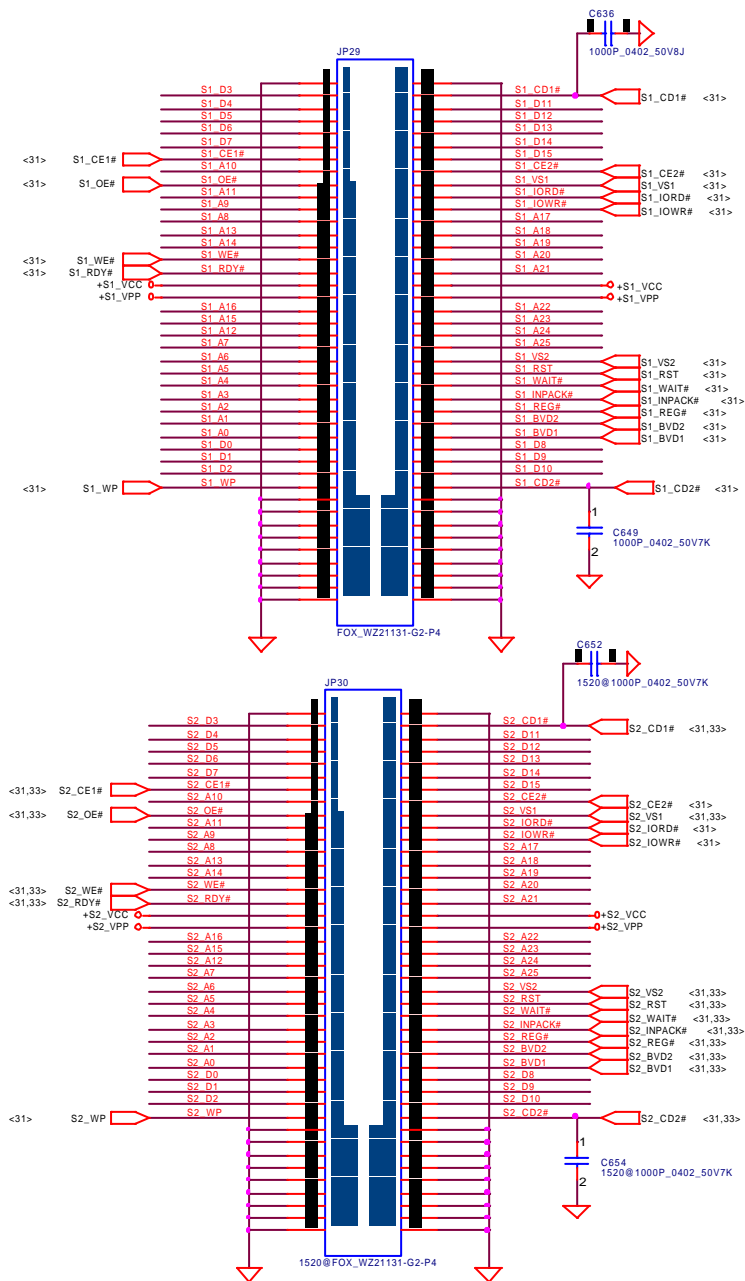 C636
1000P_0402_50V8J
JP29
S1_D3 S1_CD1# S1_CD1# <31>
S1_D4 S1_D11
S1_D5 S1_D12
S1_D6 S1_D13
S1_D7 S1_D14
<31> S1_CE1# S1_CE1# S1_D15
S1_A10 S1_CE2# S1_CE2# <31>
<31> S1_OE# S1_OE# S1_VS1 S1_VS1 <31>
S1_A11 S1_IORD# S1_IORD# <31>
S1_A9 S1_IOWR# S1_IOWR# <31>
S1_A8 S1_A17
S1_A13 S1_A18
S1_A14 S1_A19
<31> S1_WE# S1_WE# S1_A20
<31> S1_RDY# S1_RDY# S1_A21
+S1_VCC +S1_VCC
+S1_VPP +S1_VPP
S1_A16 S1_A22
S1_A15 S1_A23
S1_A12 S1_A24
S1_A7 S1_A25
S1_A6 S1_VS2 S1_VS2 <31>
S1_A5 S1_RST S1_RST <31>
S1_A4 S1_WAIT# S1_WAIT# <31>
S1_A3 S1_INPACK# S1_INPACK# <31>
S1_A2 S1_REG# S1_REG# <31>
S1_A1 S1_BVD2 S1_BVD2 <31>
S1_A0 S1_BVD1 S1_BVD1 <31>
S1_D0 S1_D8
S1_D1 S1_D9
S1_D2 S1_D10
<31> S1_WP S1_WP S1_CD2# S1_CD2# <31>
1
C649
1000P_0402_50V7K
2
FOX_WZ21131-G2-P4
C652
1520@1000P_0402_50V7K
JP30
S2_D3 S2_CD1# S2_CD1# <31,33>
S2_D4 S2_D11
S2_D5 S2_D12
S2_D6 S2_D13
S2_D7 S2_D14
<31,33> S2_CE1# S2_CE1# S2_D15
S2_A10 S2_CE2# S2_CE2# <31>
<31,33> S2_OE# S2_OE# S2_VS1 S2_VS1 <31,33>
S2_A11 S2_IORD# S2_IORD# <31>
S2_A9 S2_IOWR# S2_IOWR# <31>
S2_A8 S2_A17
S2_A13 S2_A18
S2_A14 S2_A19
<31,33> S2_WE# S2_WE# S2_A20
<31,33> S2_RDY# S2_RDY# S2_A21
+S2_VCC +S2_VCC
+S2_VPP +S2_VPP
S2_A16 S2_A22
S2_A15 S2_A23
S2_A12 S2_A24
S2_A7 S2_A25
S2_A6 S2_VS2 S2_VS2 <31,33>
S2_A5 S2_RST S2_RST <31,33>
S2_A4 S2_WAIT# S2_WAIT# <31,33>
S2_A3 S2_INPACK# S2_INPACK# <31,33>
S2_A2 S2_REG# S2_REG# <31,33>
S2_A1 S2_BVD2 S2_BVD2 <31,33>
S2_A0 S2_BVD1 S2_BVD1 <31,33>
S2_D0 S2_D8
S2_D1 S2_D9
S2_D2 S2_D10
<31> S2_WP S2_WP S2_CD2# S2_CD2# <31,33>
1
C654
1520@1000P_0402_50V7K
2
1520@FOX_WZ21131-G2-P4